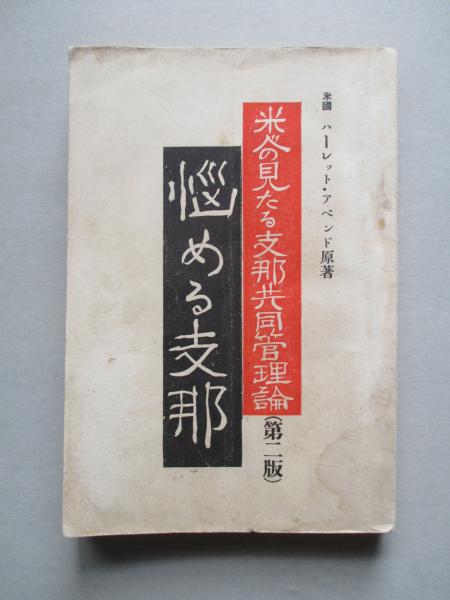 米國 ハーレット・アベンド原著
米人の見たる支那共同管理論
(第二版)
悩める支那